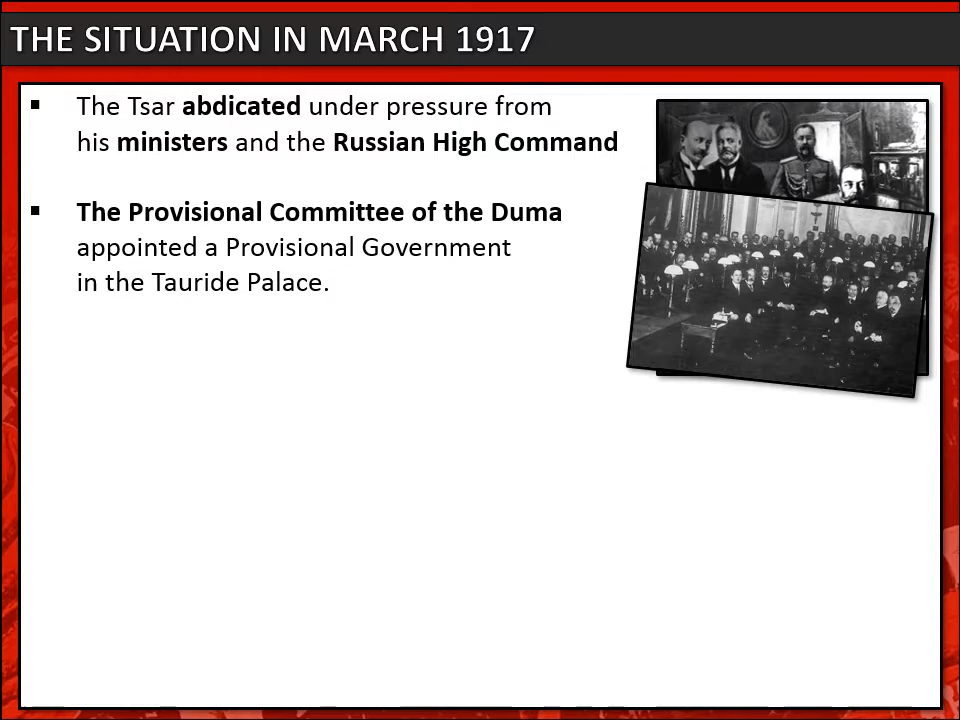 THE SITUATION IN MARCH 1917
▪ The Tsar abdicated under pressure from
his ministers and the Russian High Command
▪ The Provisional Committee of the Duma
appointed a Provisional Government
in the Tauride Palace.